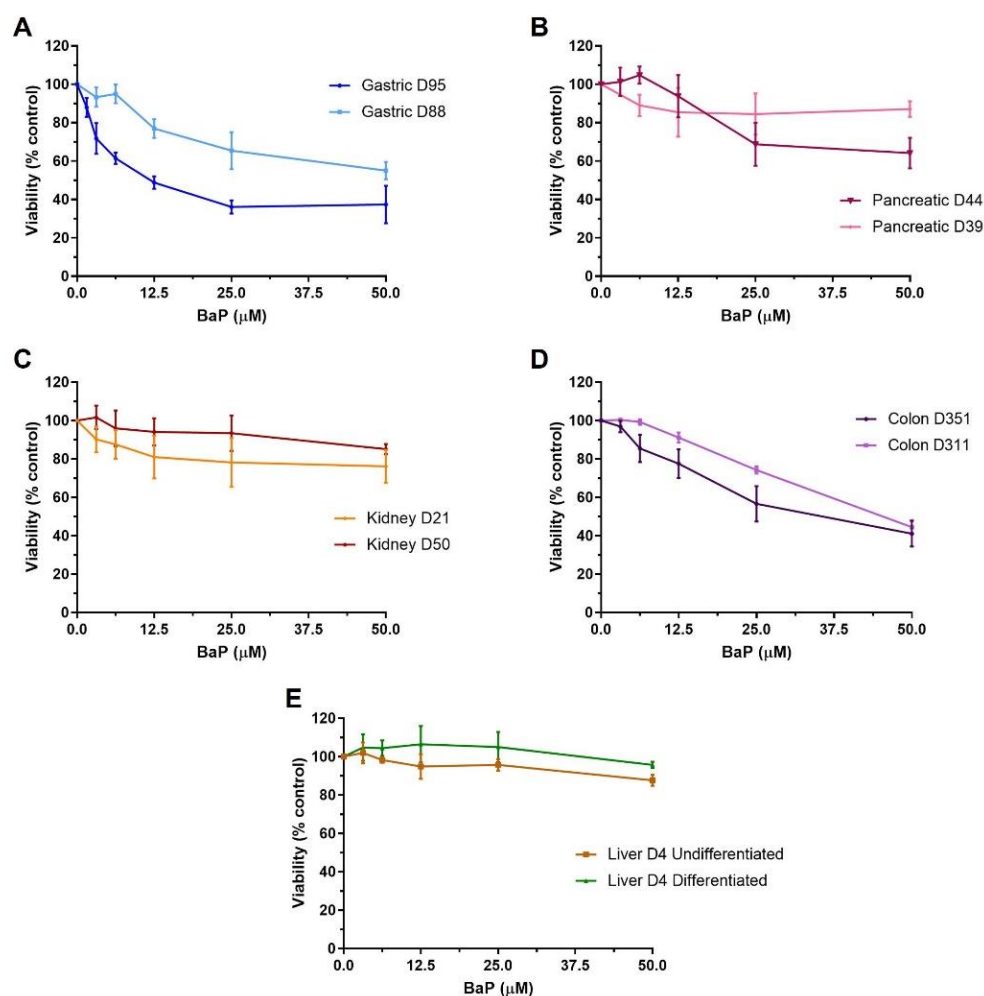 A
120
100
80
60
40
20
0
Viability (% control)
0.0 12.5 25.0 37.5 50.0
BaP (μM)
Gastric D95
Gastric D88
B
120
100
80
60
40
20
0
Viability (% control)
0.0 12.5 25.0 37.5 50.0
BaP (μM)
Pancreatic D44
Pancreatic D39
C
120
100
80
60
40
20
0
Viability (% control)
0.0 12.5 25.0 37.5 50.0
BaP (μM)
Kidney D21
Kidney D50
D
120
100
80
60
40
20
0
Viability (% control)
0.0 12.5 25.0 37.5 50.0
BaP (μM)
Colon D351
Colon D311
E
120
100
80
60
40
20
0
Viability (% control)
0.0 12.5 25.0 37.5 50.0
BaP (μM)
Liver D4 Undifferentiated
Liver D4 Differentiated